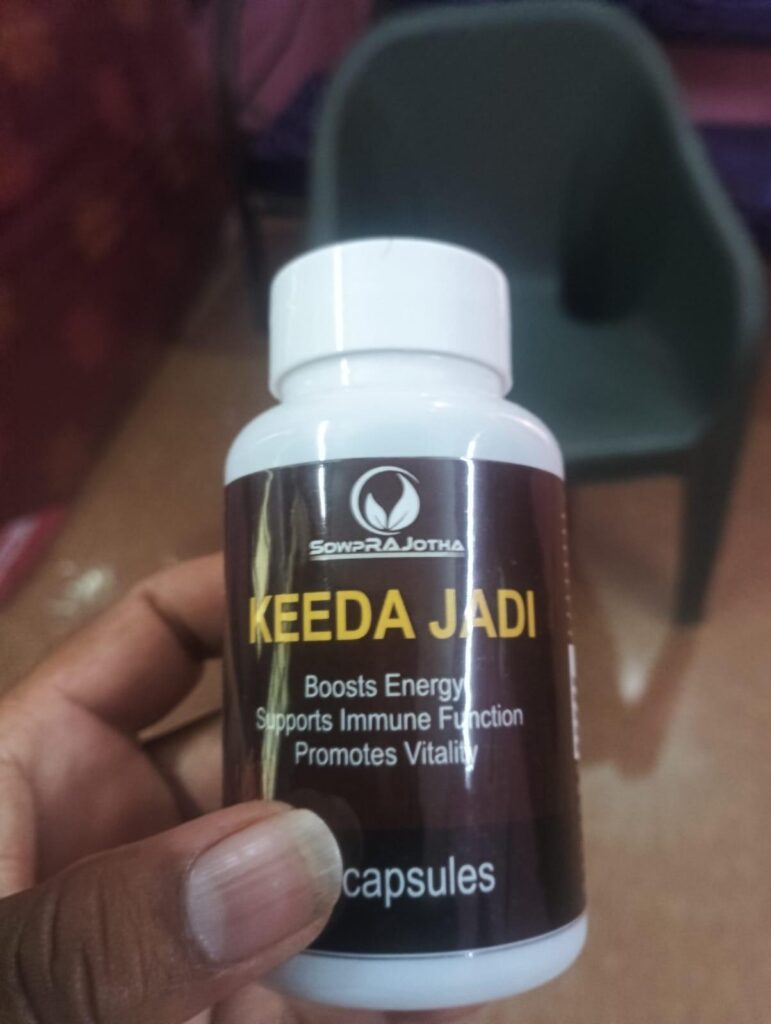 SowpRAJotha
KEEDA JADI
Boosts Energy
Supports Immune Function
Promotes Vitality
capsules